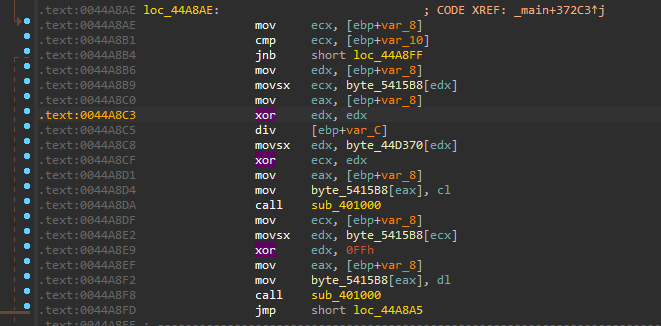 .text:0044A8AE loc_44A8AE: ; CODE XREF: _main+372C3↑j
.text:0044A8AE mov ecx, [ebp+var_8]
.text:0044A8B1 cmp ecx, [ebp+var_10]
.text:0044A8B4 jnb short loc_44A8FF
.text:0044A8B6 mov edx, [ebp+var_8]
.text:0044A8B9 movsx ecx, byte_5415B8[edx]
.text:0044A8C0 mov eax, [ebp+var_8]
.text:0044A8C3 xor edx, edx
.text:0044A8C5 div [ebp+var_C]
.text:0044A8C8 movsx edx, byte_44D370[edx]
.text:0044A8CF xor ecx, edx
.text:0044A8D1 mov eax, [ebp+var_8]
.text:0044A8D4 mov byte_5415B8[eax], cl
.text:0044A8DA call sub_401000
.text:0044A8DF mov ecx, [ebp+var_8]
.text:0044A8E2 movsx edx, byte_5415B8[ecx]
.text:0044A8E9 xor edx, 0FFh
.text:0044A8EF mov eax, [ebp+var_8]
.text:0044A8F2 mov byte_5415B8[eax], dl
.text:0044A8F8 call sub_401000
.text:0044A8FD jmp short loc_44A8A5